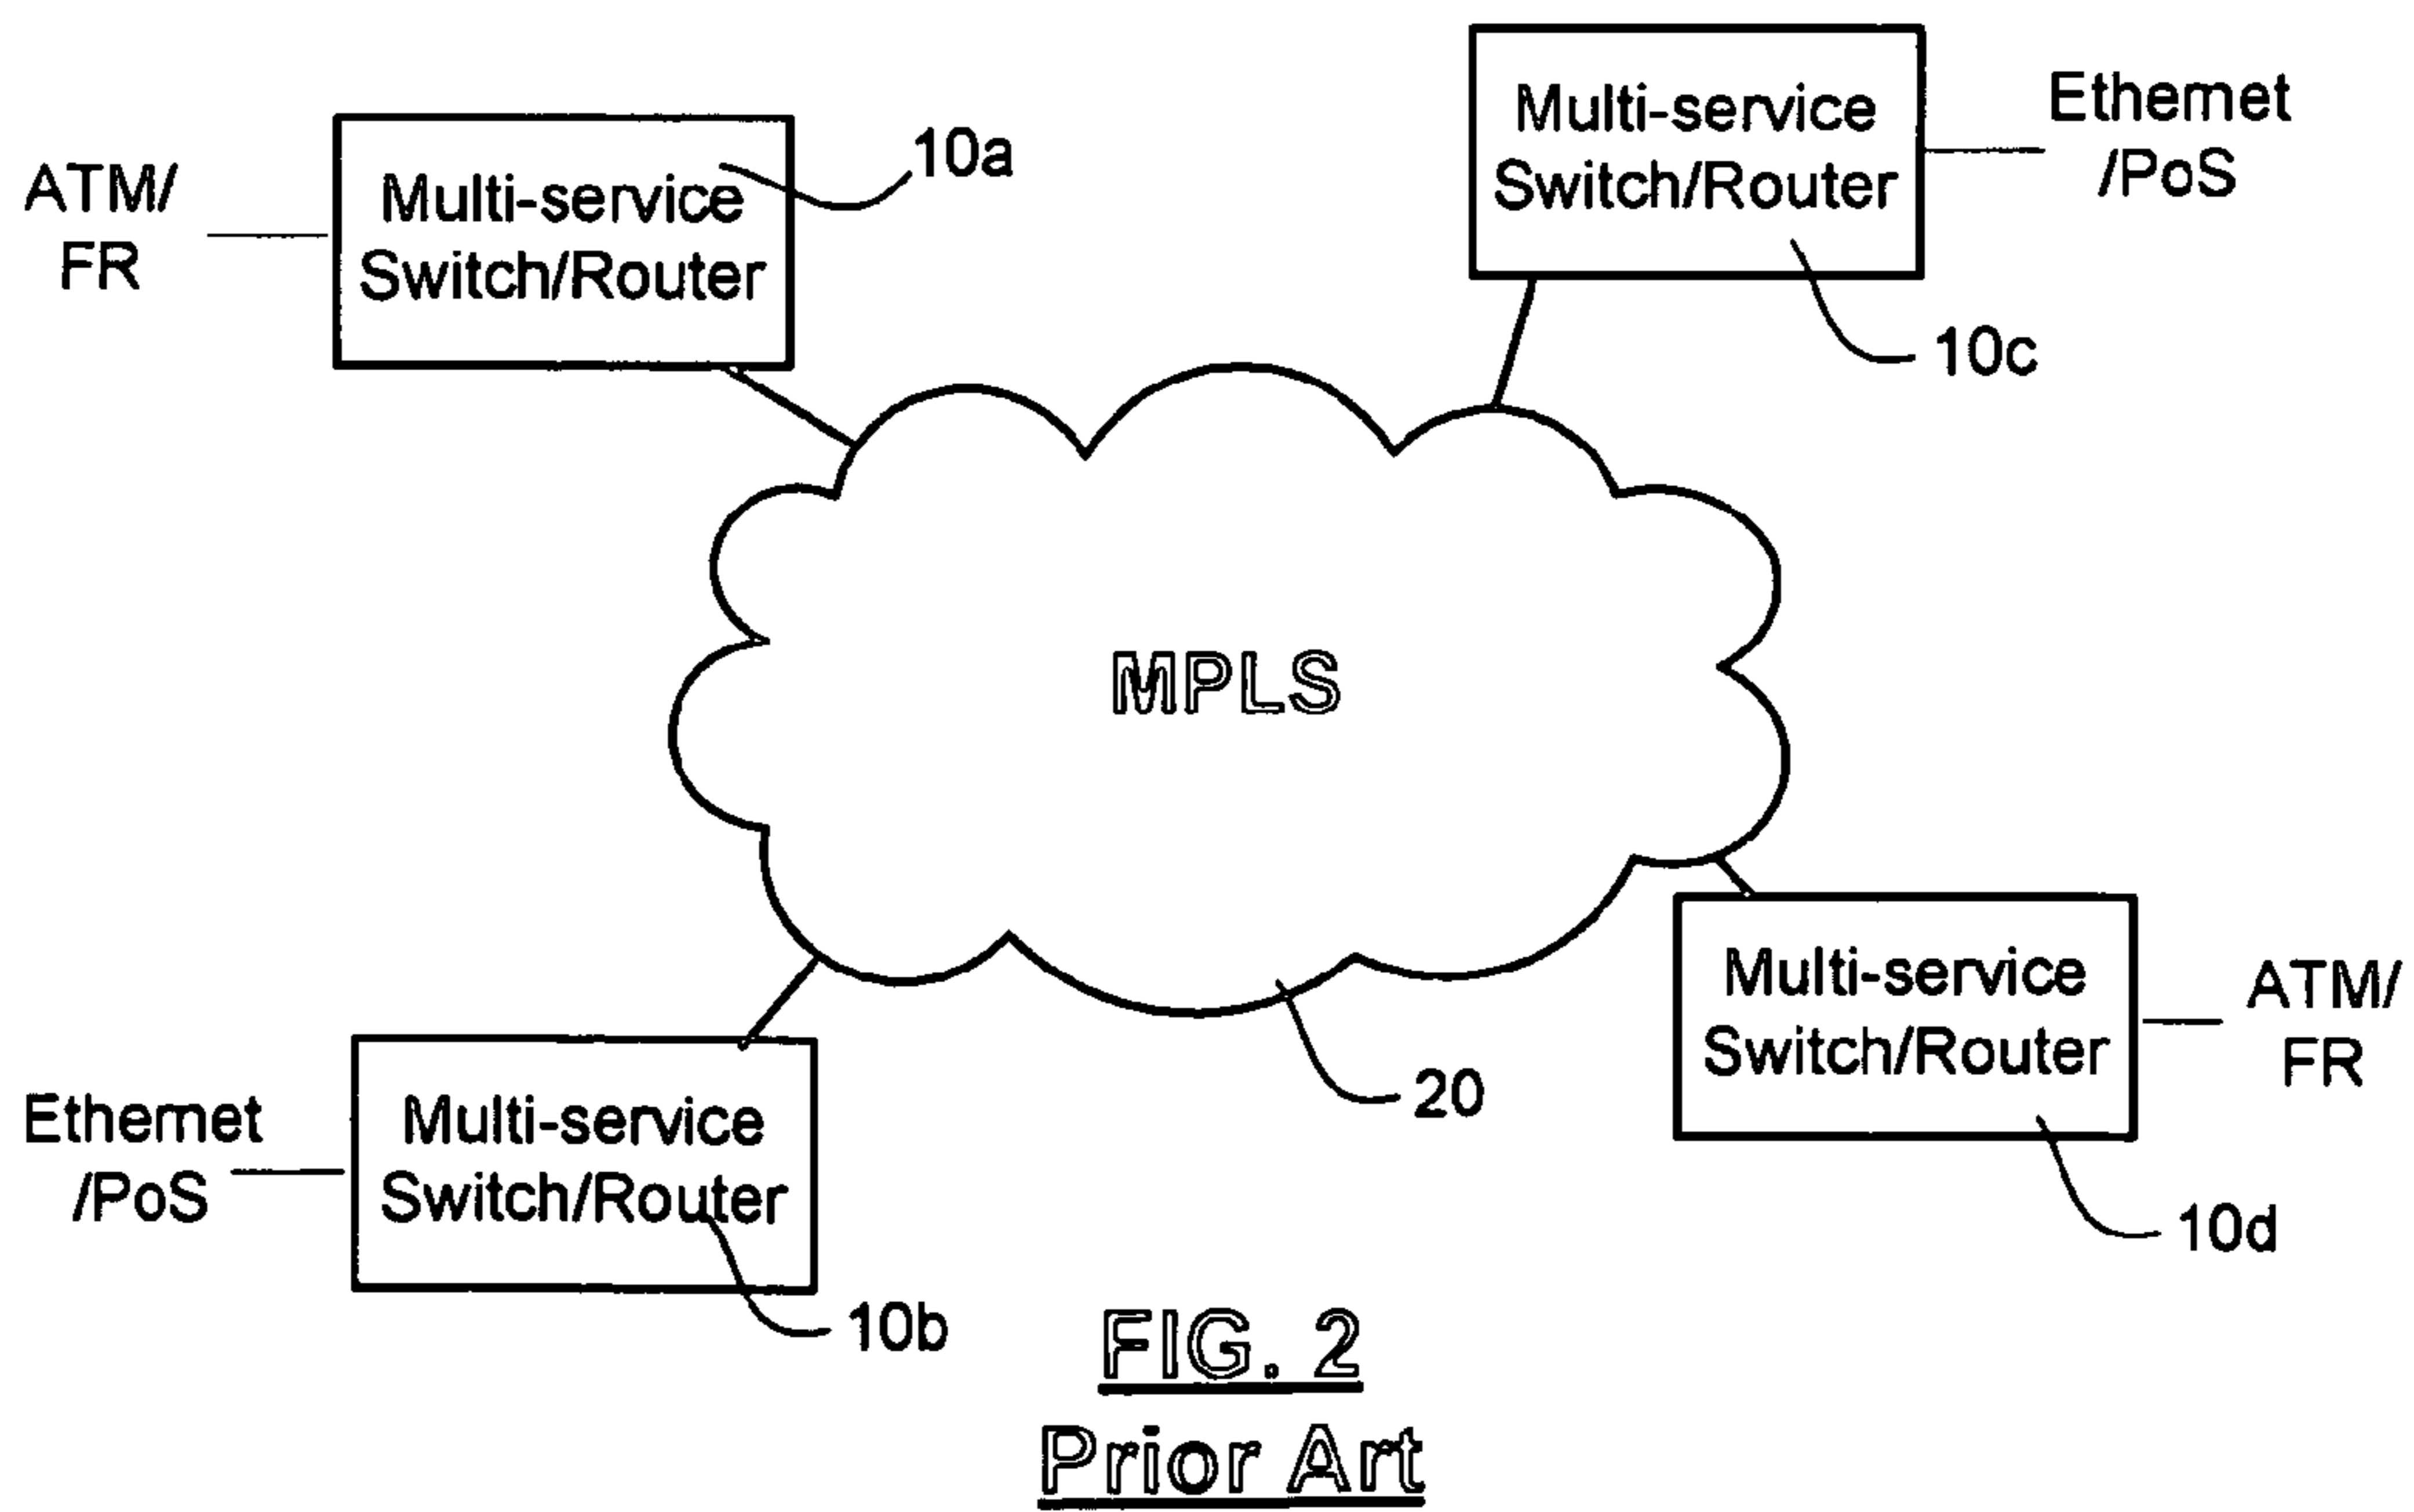 Multi-service
Switch/Router
Ethernet
/PoS
10c
ATM/
FR
Multi-service
Switch/Router
10a
MPLS
Multi-service
Switch/Router
ATM/
FR
10d
20
Ethernet
/PoS
Multi-service
Switch/Router
10b
FIG. 2
Prior Art